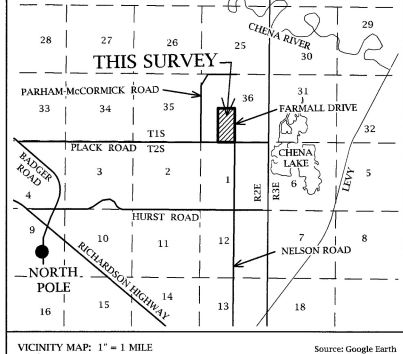 29
CHENA RIVER
28
27
26
25
30
THIS SURVEY
PARHAM-McCORMICK ROAD
36
31
FARMALL DRIVE
33
34
35
32
T1S
PLACK ROAD
T2S
CHENA
LAKE
BADGER
ROAD
3
2
1
R2E
R3E
6
LEVY
5
4
HURST ROAD
9
10
11
12
7
8
NELSON ROAD
NORTH
POLE
RICHARDSON HIGHWAY
16
15
14
13
18
VICINITY MAP: 1" = 1 MILE
Source: Google Earth